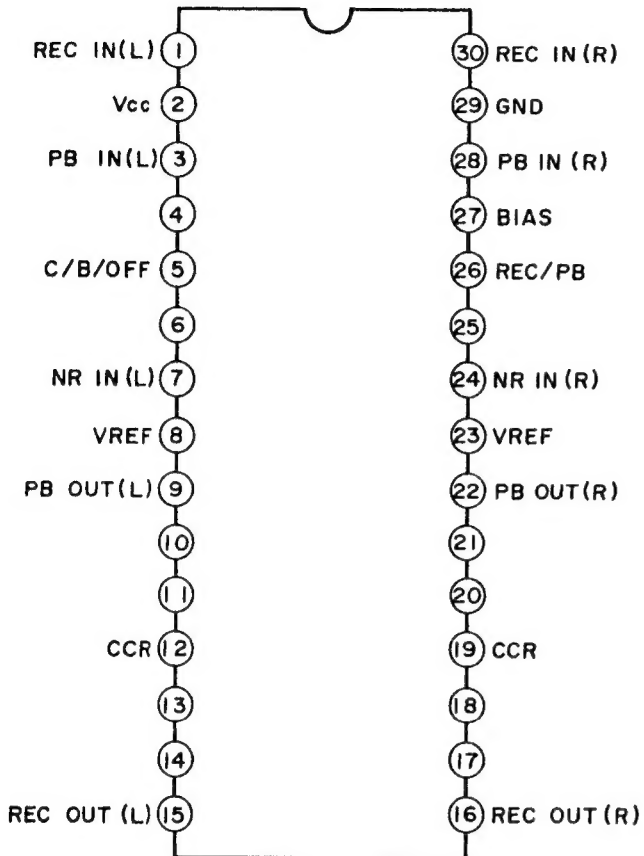 REC IN(L) 1 30 REC IN(R)
Vcc 2 29 GND
PB IN(L) 3 28 PB IN(R)
4 27 BIAS
C/B/OFF 5 26 REC/PB
6 25
NR IN(L) 7 24 NR IN(R)
VREF 8 23 VREF
PB OUT(L) 9 22 PB OUT(R)
10 21
11 20
CCR 12 19 CCR
13 18
14 17
REC OUT(L) 15 16 REC OUT(R)